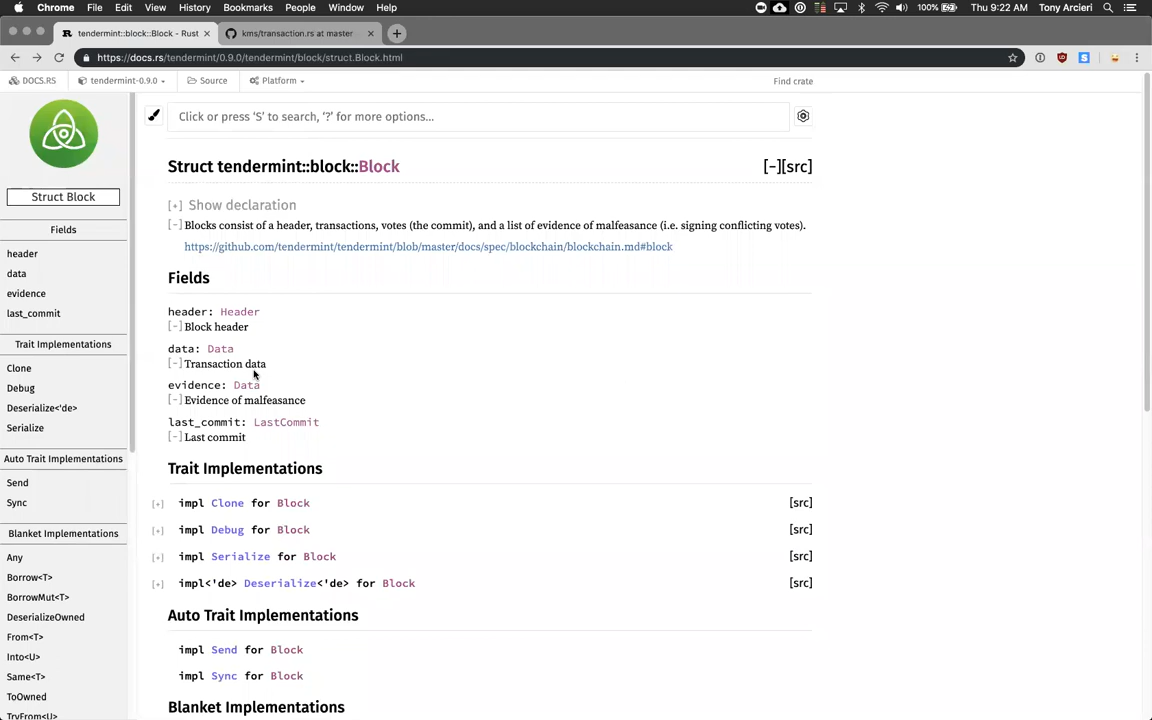 Chrome File Edit View History Bookmarks People Window Help 100% Thu 9:22 AM Tony Arcieri
tendermint::block::Block - Rust kms/transaction.rs at master
https://docs.rs/tendermint/0.9.0/tendermint/block/struct.Block.html
DOCS.RS tendermint-0.9.0 Source Platform Find crate
Click or press ‘S’ to search, ‘?’ for more options…
Struct tendermint::block::Block [-][src]
[+] Show declaration
[-] Blocks consist of a header, transactions, votes (the commit), and a list of evidence of malfeasance (i.e. signing conflicting votes).
https://github.com/tendermint/tendermint/blob/master/docs/spec/blockchain/blockchain.md#block
Fields
header: Header
[-] Block header
data: Data
[-] Transaction data
evidence: Data
[-] Evidence of malfeasance
last_commit: LastCommit
[-] Last commit
Trait Implementations
[+] impl Clone for Block [src]
[+] impl Debug for Block [src]
[+] impl Serialize for Block [src]
[+] impl<'de> Deserialize<'de> for Block [src]
Auto Trait Implementations
impl Send for Block
impl Sync for Block
Blanket Implementations
Struct Block
Fields
header
data
evidence
last_commit
Trait Implementations
Clone
Debug
Deserialize<'de>
Serialize
Auto Trait Implementations
Send
Sync
Blanket Implementations
Any
Borrow<T>
BorrowMut<T>
DeserializeOwned
From<T>
Into<U>
Same<T>
ToOwned
TryFrom<U>